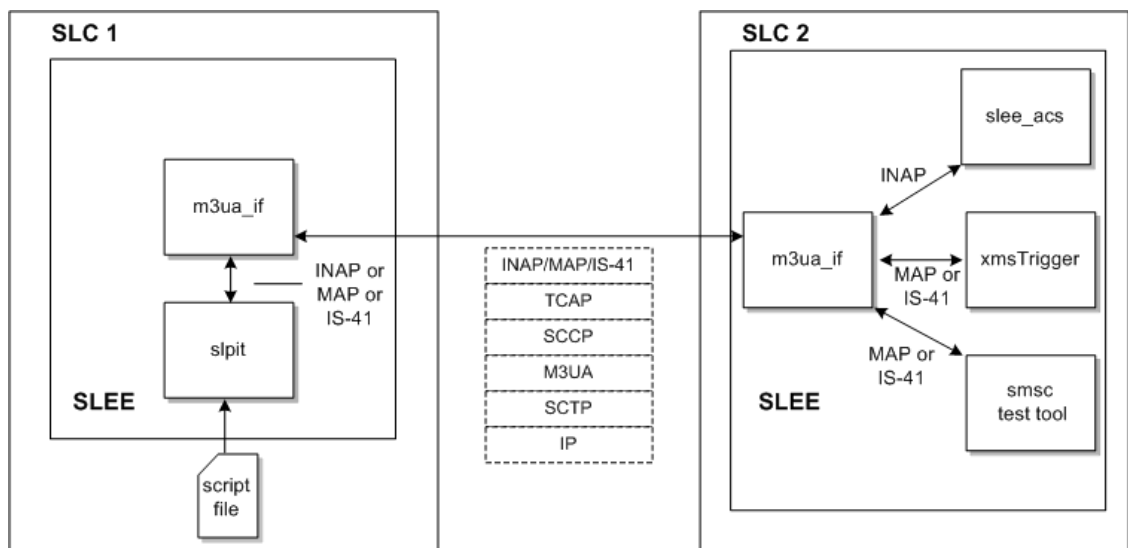 SLC 1
m3ua_if
INAP or
MAP or
IS-41
slpit
SLEE
script
file
INAP/MAP/IS-41
TCAP
SCCP
M3UA
SCTP
IP
SLC 2
slee_acs
INAP
m3ua_if
MAP or
IS-41
xmsTrigger
MAP or
IS-41
SLEE
smsc
test tool